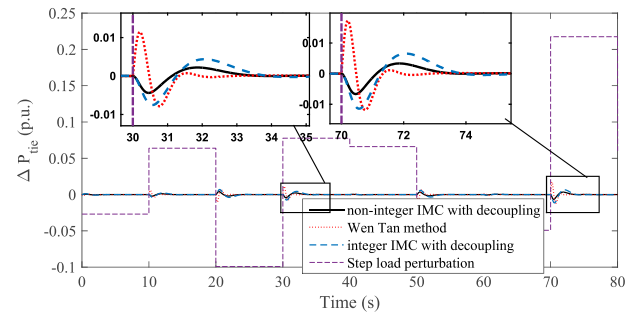 0.25
0.2
0.15
0.1
0.05
0
-0.05
-0.1
Δ P_tie (p.u.)
0.01
0
-0.01
30 31 32 33 34 35
0.01
0
-0.01
70 72 74
non-integer IMC with decoupling
Wen Tan method
integer IMC with decoupling
Step load perturbation
0 10 20 30 40 50 60 70 80
Time (s)